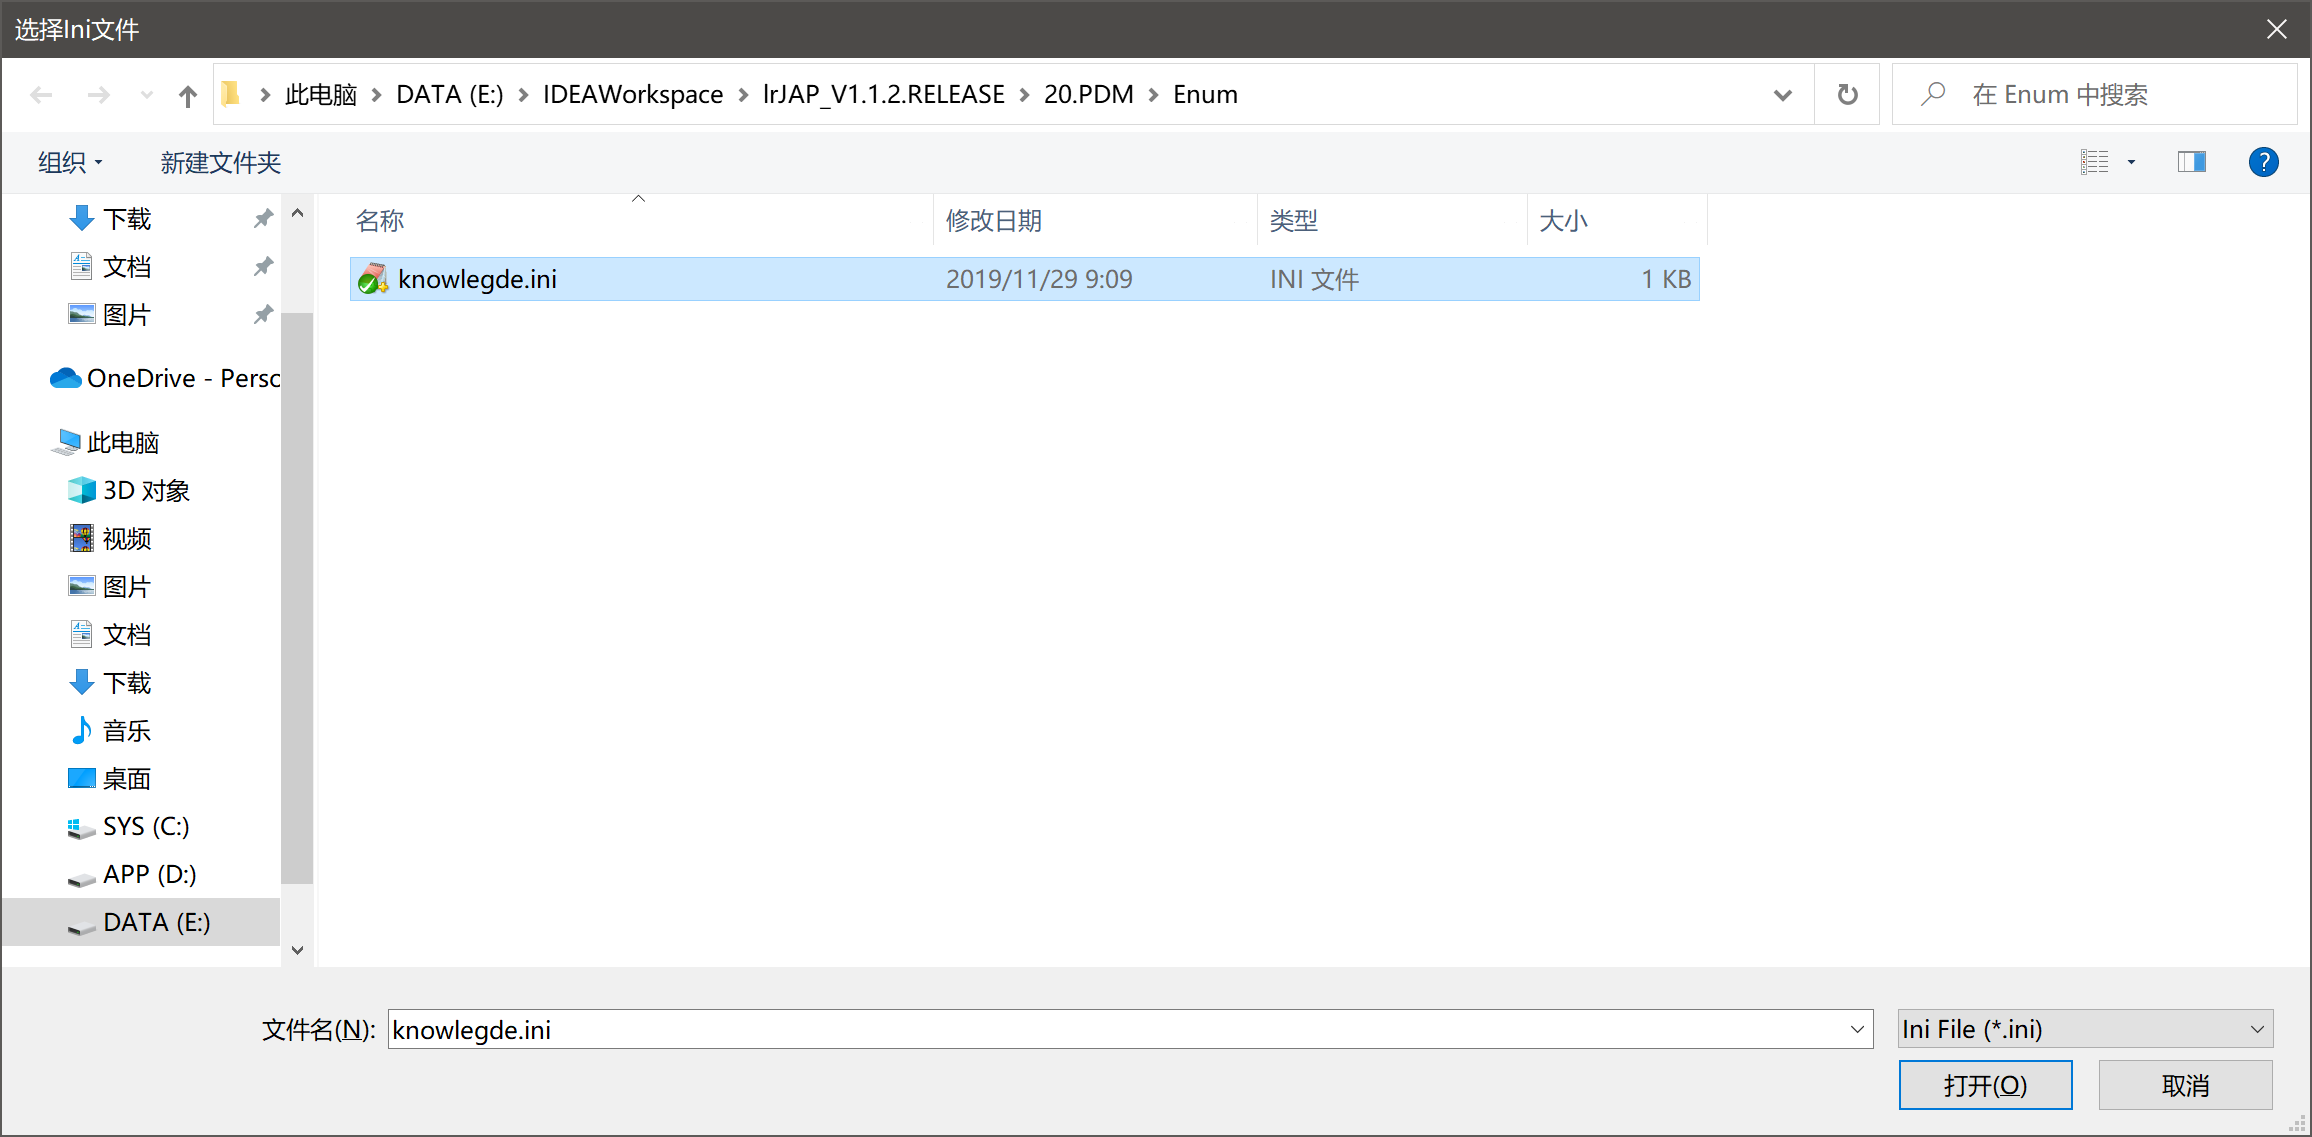 选择Ini文件
此电脑 DATA (E:) IDEAWorkspace lrJAP_V1.1.2.RELEASE 20.PDM Enum
在 Enum 中搜索
组织 新建文件夹
?
名称 修改日期 类型 大小
knowlegde.ini 2019/11/29 9:09 INI 文件 1 KB
下载
文档
图片
OneDrive - Perso
此电脑
3D 对象
视频
图片
文档
下载
音乐
桌面
SYS (C:)
APP (D:)
DATA (E:)
文件名(N): knowlegde.ini Ini File (*.ini)
打开(O) 取消